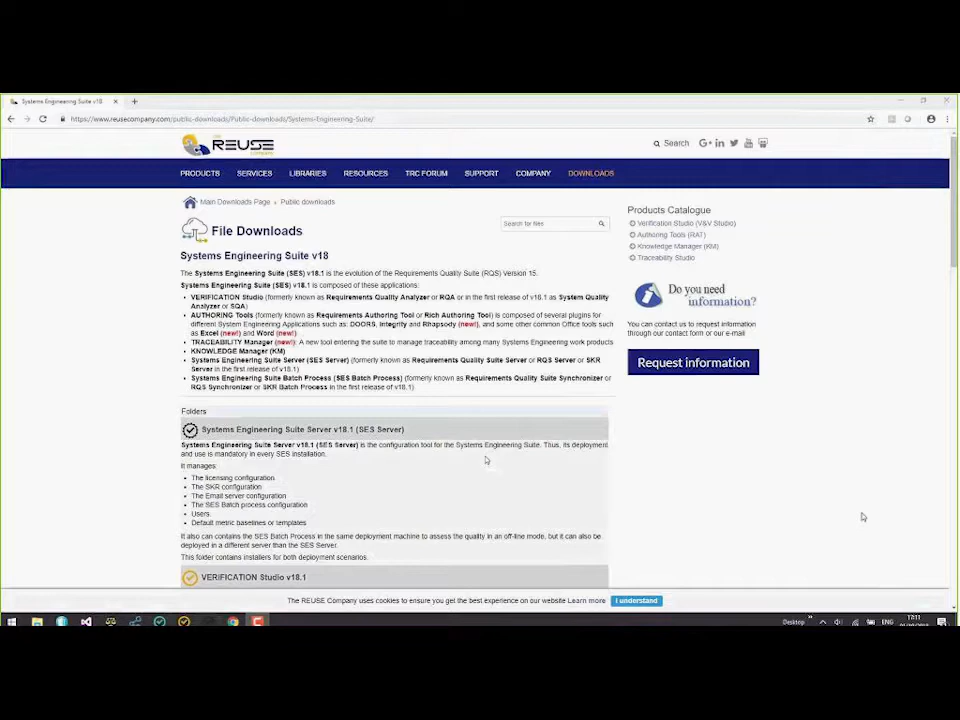 Systems Engineering Suite v18
https://www.reusecompany.com/public-downloads/Public-downloads/Systems-Engineering-Suite/
The REUSE Company
Search
PRODUCTS SERVICES LIBRARIES RESOURCES TRC FORUM SUPPORT COMPANY DOWNLOADS
Main Downloads Page Public downloads
File Downloads
Search for files
Systems Engineering Suite v18
The Systems Engineering Suite (SES) v18.1 is the evolution of the Requirements Quality Suite (RQS) Version 15.
Systems Engineering Suite (SES) v18.1 is composed of these applications:
• VERIFICATION Studio (formerly known as Requirements Quality Analyzer or RQA or in the first release of v18.1 as System Quality
Analyzer or SQA)
• AUTHORING Tools (formerly known as Requirements Authoring Tool or Rich Authoring Tool) is composed of several plugins for
different System Engineering Applications such as: DOORS, Integrity and Rhapsody (new!), and some other common Office tools such
as Excel (new!) and Word (new!)
• TRACEABILITY Manager (new!): A new tool entering the suite to manage traceability among many Systems Engineering work products
• KNOWLEDGE Manager (KM)
• Systems Engineering Suite Server (SES Server) (formerly known as Requirements Quality Suite Server or RQS Server or SKR
Server in the first release of v18.1)
• Systems Engineering Suite Batch Process (SES Batch Process) (formerly known as Requirements Quality Suite Synchronizer or
RQS Synchronizer or SKR Batch Process in the first release of v18.1)
Folders
Systems Engineering Suite Server v18.1 (SES Server)
Systems Engineering Suite Server v18.1 (SES Server) is the configuration tool for the Systems Engineering Suite. Thus, its deployment
and use is mandatory in every SES installation.
It manages:
• The licensing configuration
• The SKR configuration
• The Email server configuration
• The SES Batch process configuration
• Users
• Default metric baselines or templates
It also can contains the SES Batch Process in the same deployment machine to assess the quality in an off-line mode, but it can also be
deployed in a different server than the SES Server.
This folder contains installers for both deployment scenarios.
VERIFICATION Studio v18.1
Products Catalogue
Verification Studio (V&V Studio)
Authoring Tools (RAT)
Knowledge Manager (KM)
Traceability Studio
Do you need
information?
You can contact us to request information
through our contact form or our e-mail
Request information
The REUSE Company uses cookies to ensure you get the best experience on our website Learn more I understand
Desktop
ENG
17:11